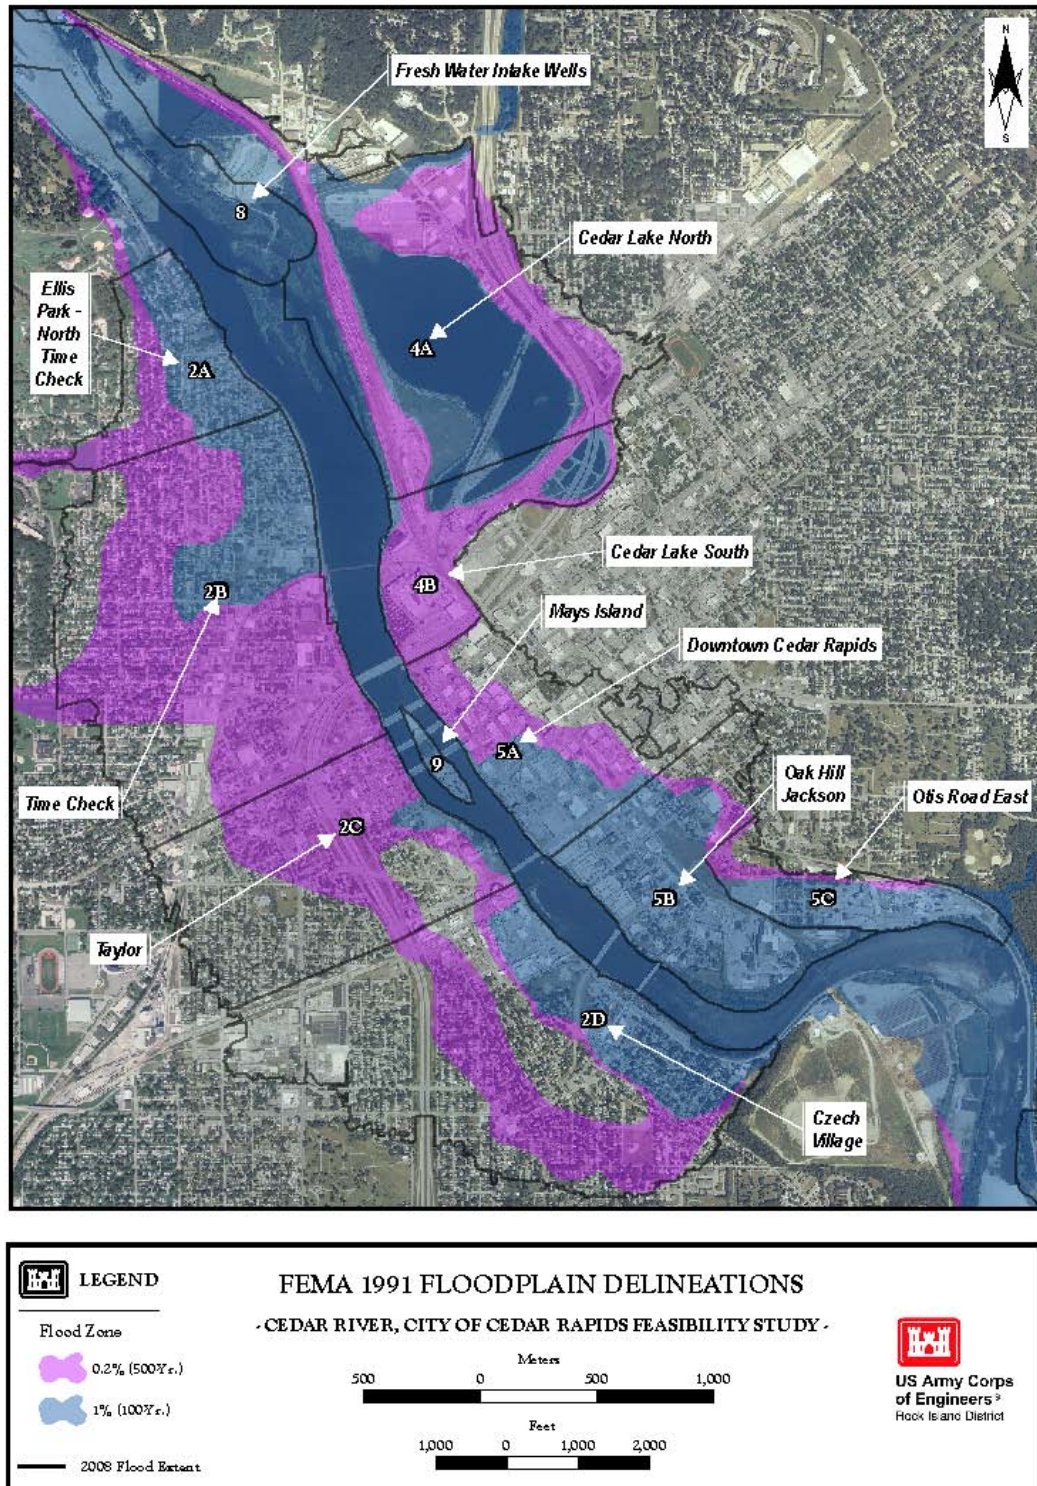 N
S
Fresh Water Intake Wells
8
Cedar Lake North
Ellis
Park -
North
Time
Check
4A
2A
Cedar Lake South
2B
4B
Mays Island
Downtown Cedar Rapids
5A
9
Oak Hill
Jackson
Time Check
Otis Road East
2C
5B
5C
Taylor
2D
Czech
Village
LEGEND
Flood Zone
0.2% (500Yr.)
1% (100Yr.)
2008 Flood Extent
FEMA 1991 FLOODPLAIN DELINEATIONS
- CEDAR RIVER, CITY OF CEDAR RAPIDS FEASIBILITY STUDY -
Meters
500 0 500 1,000
Feet
1,000 0 1,000 2,000
US Army Corps
of Engineers®
Rock Island District